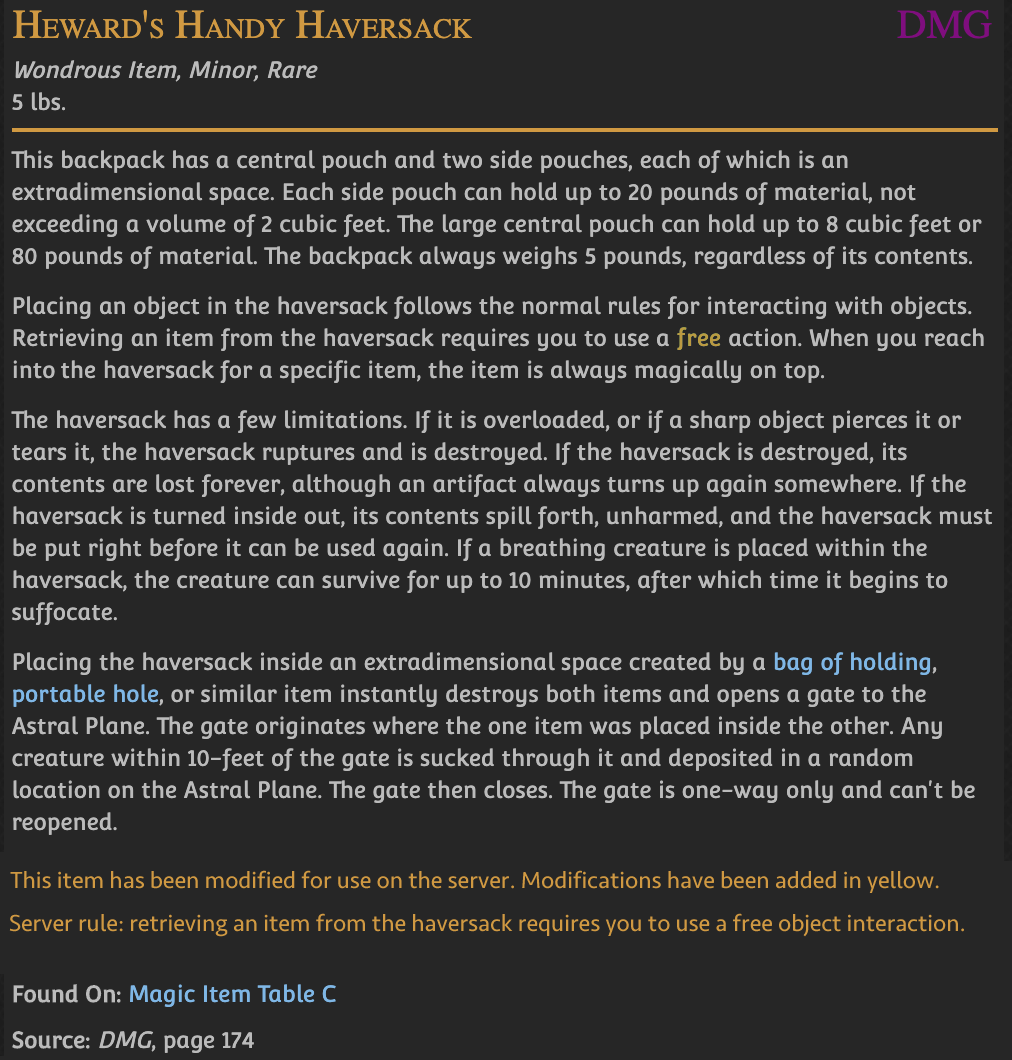 Heward's Handy Haversack
DMG
Wondrous Item, Minor, Rare
5 lbs.
This backpack has a central pouch and two side pouches, each of which is an
extradimensional space. Each side pouch can hold up to 20 pounds of material, not
exceeding a volume of 2 cubic feet. The large central pouch can hold up to 8 cubic feet or
80 pounds of material. The backpack always weighs 5 pounds, regardless of its contents.
Placing an object in the haversack follows the normal rules for interacting with objects.
Retrieving an item from the haversack requires you to use a free action. When you reach
into the haversack for a specific item, the item is always magically on top.
The haversack has a few limitations. If it is overloaded, or if a sharp object pierces it or
tears it, the haversack ruptures and is destroyed. If the haversack is destroyed, its
contents are lost forever, although an artifact always turns up again somewhere. If the
haversack is turned inside out, its contents spill forth, unharmed, and the haversack must
be put right before it can be used again. If a breathing creature is placed within the
haversack, the creature can survive for up to 10 minutes, after which time it begins to
suffocate.
Placing the haversack inside an extradimensional space created by a bag of holding,
portable hole, or similar item instantly destroys both items and opens a gate to the
Astral Plane. The gate originates where the one item was placed inside the other. Any
creature within 10-feet of the gate is sucked through it and deposited in a random
location on the Astral Plane. The gate then closes. The gate is one-way only and can't be
reopened.
This item has been modified for use on the server. Modifications have been added in yellow.
Server rule: retrieving an item from the haversack requires you to use a free object interaction.
Found On: Magic Item Table C
Source: DMG, page 174